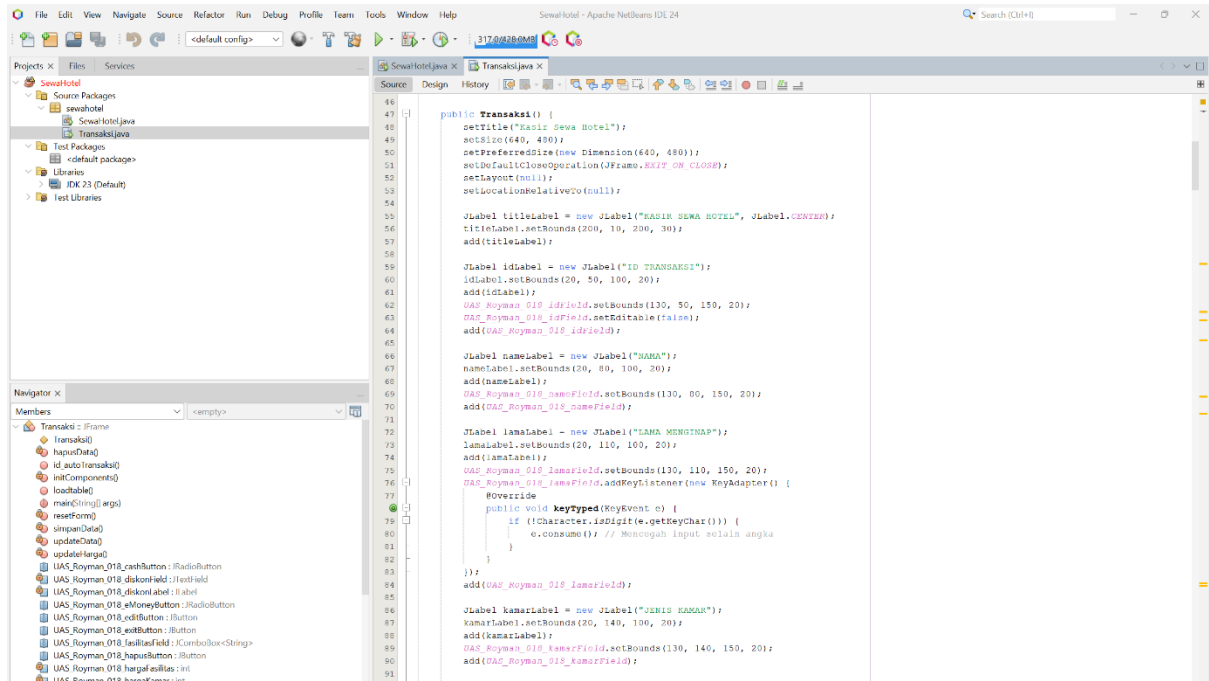 File Edit View Navigate Source Refactor Run Debug Profile Team Tools Window Help SewaHotel - Apache NetBeans IDE 24 Search (Ctrl+I)
<default config> 317,0/428,0MB
Projects × Files Services
SewaHotel
Source Packages
sewahotel
SewaHotel.java
Transaksi.java
Test Packages
<default package>
Libraries
JDK 23 (Default)
Test Libraries
Navigator ×
Members <empty>
Transaksi :: JFrame
Transaksi()
hapusData()
id_autoTransaksi()
initComponents()
loadtable()
main(String[] args)
resetForm()
simpanData()
updateData()
updateHarga()
UAS_Royman_018_cashButton : JRadioButton
UAS_Royman_018_diskonField : JTextField
UAS_Royman_018_diskonLabel : JLabel
UAS_Royman_018_eMoneyButton : JRadioButton
UAS_Royman_018_editButton : JButton
UAS_Royman_018_exitButton : JButton
UAS_Royman_018_fasilitasField : JComboBox<String>
UAS_Royman_018_hapusButton : JButton
UAS_Royman_018_hargaFasilitas : int
UAS_Royman_018_hargaKamar : int
SewaHotel.java × Transaksi.java ×
Source Design History
46
47 public Transaksi() {
48 setTitle("Kasir Sewa Hotel");
49 setSize(640, 480);
50 setPreferredSize(new Dimension(640, 480));
51 setDefaultCloseOperation(JFrame.EXIT_ON_CLOSE);
52 setLayout(null);
53 setLocationRelativeTo(null);
54
55 JLabel titleLabel = new JLabel("KASIR SEWA HOTEL", JLabel.CENTER);
56 titleLabel.setBounds(200, 10, 200, 30);
57 add(titleLabel);
58
59 JLabel idLabel = new JLabel("ID TRANSAKSI");
60 idLabel.setBounds(20, 50, 100, 20);
61 add(idLabel);
62 UAS_Royman_018_idField.setBounds(130, 50, 150, 20);
63 UAS_Royman_018_idField.setEditable(false);
64 add(UAS_Royman_018_idField);
65
66 JLabel nameLabel = new JLabel("NAMA");
67 nameLabel.setBounds(20, 80, 100, 20);
68 add(nameLabel);
69 UAS_Royman_018_nameField.setBounds(130, 80, 150, 20);
70 add(UAS_Royman_018_nameField);
71
72 JLabel lamaLabel = new JLabel("LAMA MENGINAP");
73 lamaLabel.setBounds(20, 110, 100, 20);
74 add(lamaLabel);
75 UAS_Royman_018_lamaField.setBounds(130, 110, 150, 20);
76 UAS_Royman_018_lamaField.addKeyListener(new KeyAdapter() {
77 @Override
public void keyTyped(KeyEvent e) {
79 if (!Character.isDigit(e.getKeyChar())) {
80 e.consume(); // Mencegah input selain angka
81 }
82 }
83 });
84 add(UAS_Royman_018_lamaField);
85
86 JLabel kamarLabel = new JLabel("JENIS KAMAR");
87 kamarLabel.setBounds(20, 140, 100, 20);
88 add(kamarLabel);
89 UAS_Royman_018_kamarField.setBounds(130, 140, 150, 20);
90 add(UAS_Royman_018_kamarField);
91